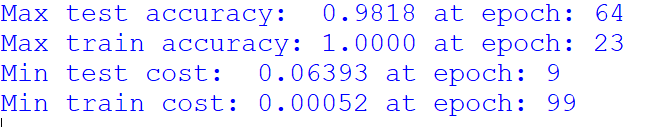 Max test accuracy:  0.9818 at epoch: 64
Max train accuracy: 1.0000 at epoch: 23
Min test cost:  0.06393 at epoch: 9
Min train cost: 0.00052 at epoch: 99